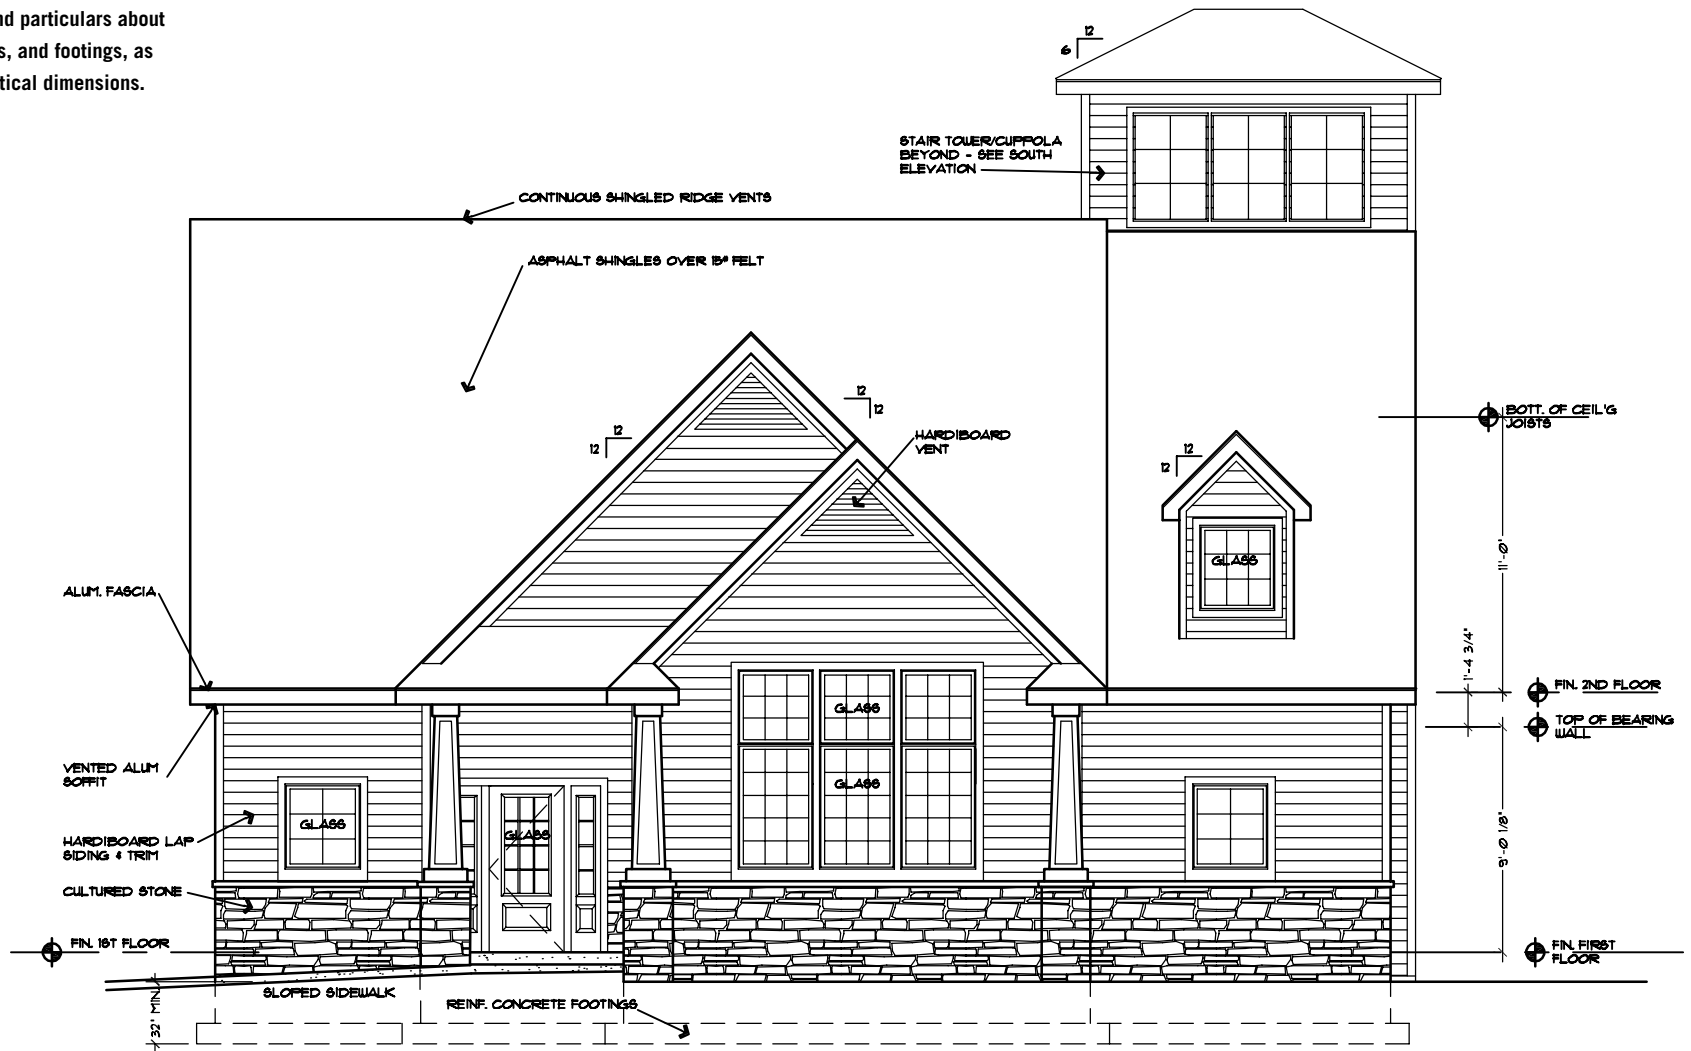 nd particulars about
s, and footings, as
tical dimensions.
12
6
STAIR TOWER/CUPPOLA
BEYOND - SEE SOUTH
ELEVATION
CONTINUOUS SHINGLED RIDGE VENTS
ASPHALT SHINGLES OVER 15# FELT
12
12
12
12
HARDIBOARD
VENT
12
12
BOTT. OF CEIL'G
JOISTS
GLASS
11'-0"
ALUM. FASCIA
1'-4 3/4"
FIN. 2ND FLOOR
TOP OF BEARING
WALL
GLASS
VENTED ALUM
SOFFIT
GLASS
GLASS
GLASS
HARDIBOARD LAP
SIDING & TRIM
9'-0 1/8"
CULTURED STONE
FIN. 1ST FLOOR
FIN. FIRST
FLOOR
SLOPED SIDEWALK
REINF. CONCRETE FOOTINGS
32" MIN